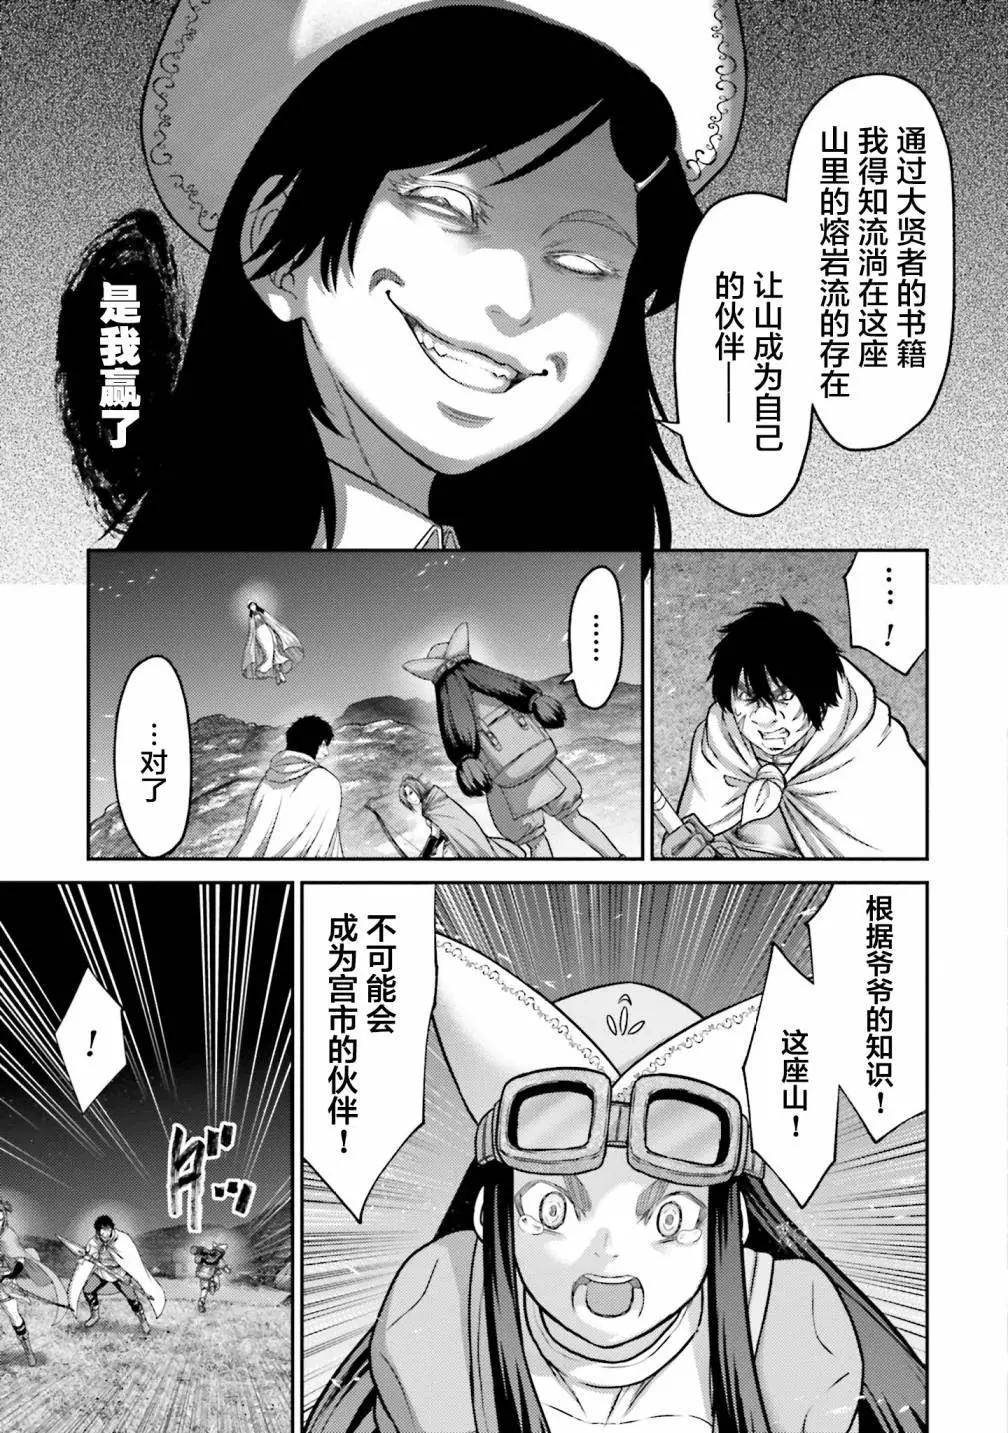 通过大贤者的书籍
我得知流淌在这座
山里的熔岩流的存在
让山成为自己
的伙伴——
是我赢了
…！
……
…对了
根据爷爷的知识！
这座山！
不可能会
成为宫市的伙伴！
！
ダッ